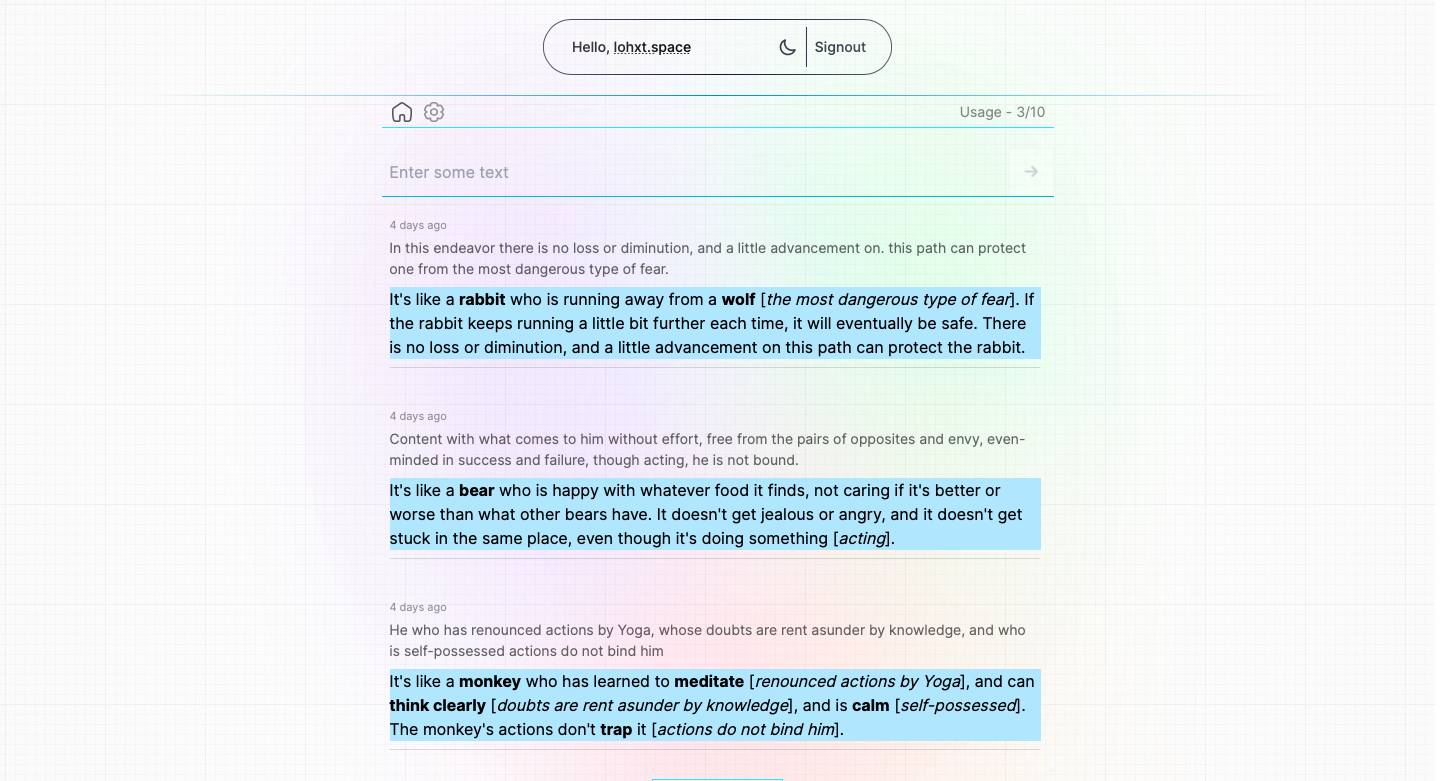 Hello, lohxt.space
Signout
Usage - 3/10
Enter some text
4 days ago
In this endeavor there is no loss or diminution, and a little advancement on. this path can protect
one from the most dangerous type of fear.
It's like a rabbit who is running away from a wolf [the most dangerous type of fear]. If
the rabbit keeps running a little bit further each time, it will eventually be safe. There
is no loss or diminution, and a little advancement on this path can protect the rabbit.
4 days ago
Content with what comes to him without effort, free from the pairs of opposites and envy, even-
minded in success and failure, though acting, he is not bound.
It's like a bear who is happy with whatever food it finds, not caring if it's better or
worse than what other bears have. It doesn't get jealous or angry, and it doesn't get
stuck in the same place, even though it's doing something [acting].
4 days ago
He who has renounced actions by Yoga, whose doubts are rent asunder by knowledge, and who
is self-possessed actions do not bind him
It's like a monkey who has learned to meditate [renounced actions by Yoga], and can
think clearly [doubts are rent asunder by knowledge], and is calm [self-possessed].
The monkey's actions don't trap it [actions do not bind him].